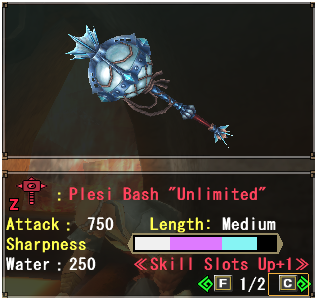 Z : Plesi Bash "Unlimited"
Attack: 750 Length: Medium
Sharpness
Water: 250 ≪Skill Slots Up+1≫
F 1/2 C